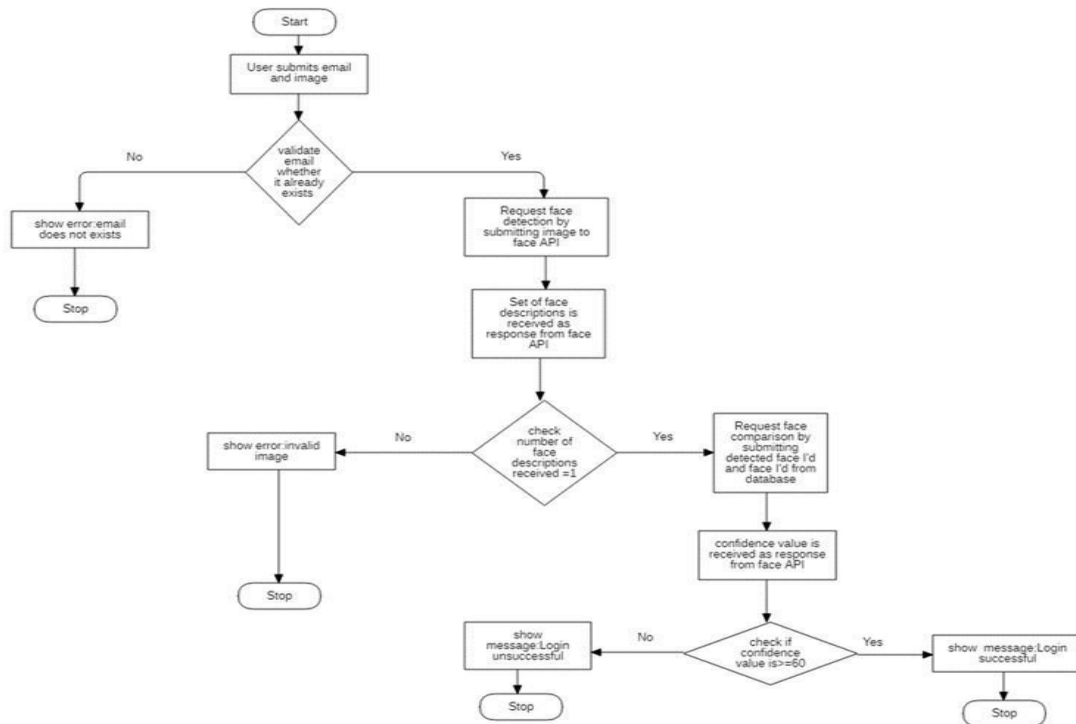 Start
User submits email
and image
No
validate
email
whether
it already
exists
Yes
show error:email
does not exists
Stop
Request face
detection by
submitting image to
face API
Set of face
descriptions is
received as
response from face
API
show error:invalid
image
No
check
number of
face
descriptions
received =1
Yes
Request face
comparison by
submitting
detected face I'd
and face I'd from
database
Stop
confidence value is
received as response
from face API
show
message:Login
unsuccessful
No
check if
confidence
value is>=60
Yes
show message:Login
successful
Stop
Stop